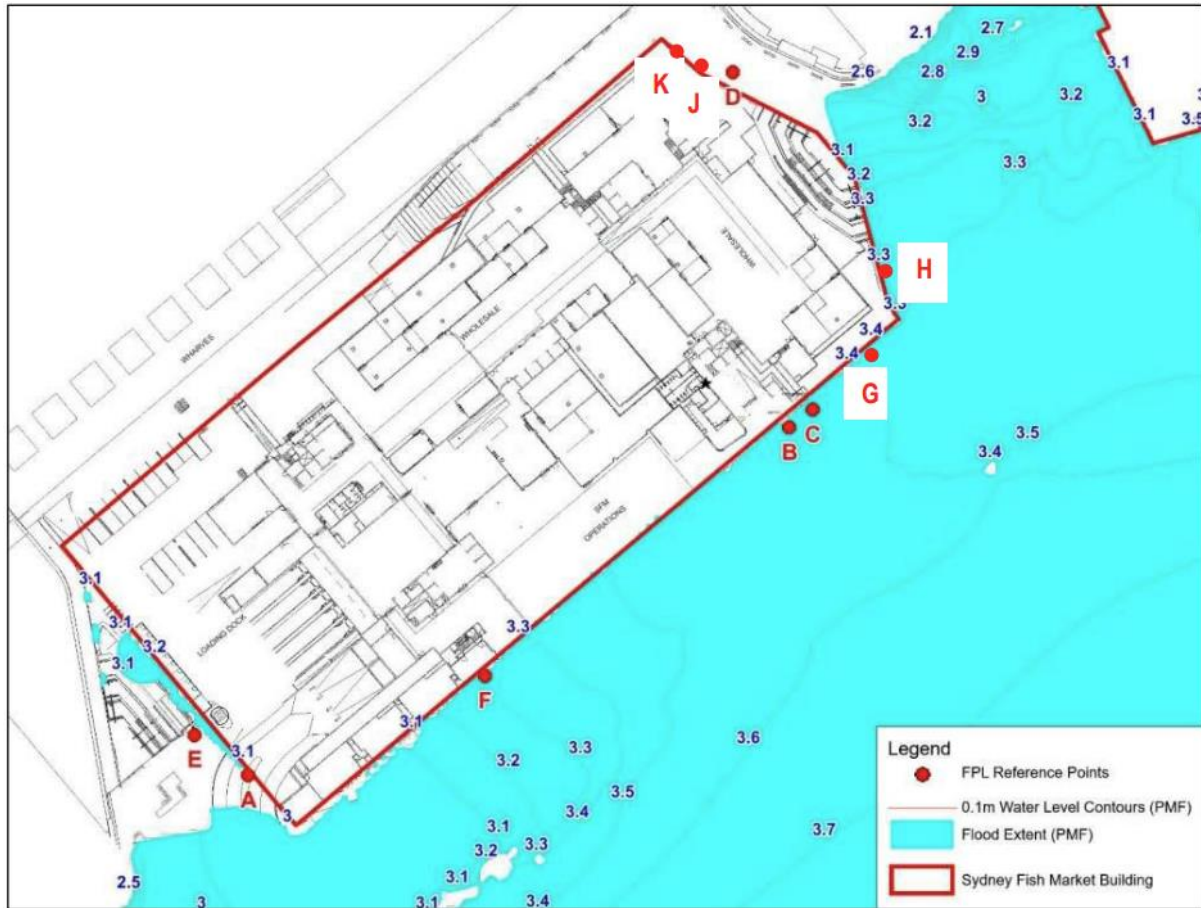 2.1
2.7
2.9
2.6
2.8
3.1
K
J
D
3
3.2
3.2
3.1
3.5
3.1
3.3
3.2
3.3
WHOLESALE
3.3
H
3.3
WHOLESALE
WHARVES
3.4
3.4
G
C
B
3.5
3.4
SFM
OPERATIONS
3.1
3.1
3.2
3.1
LOADING DOCK
3.3
F
E
3.1
3.1
A
3
3.2
3.3
3.6
3.5
3.4
3.7
3.1
3.2
3.3
3.1
2.5
3
3.1
3.4
Legend
FPL Reference Points
0.1m Water Level Contours (PMF)
Flood Extent (PMF)
Sydney Fish Market Building